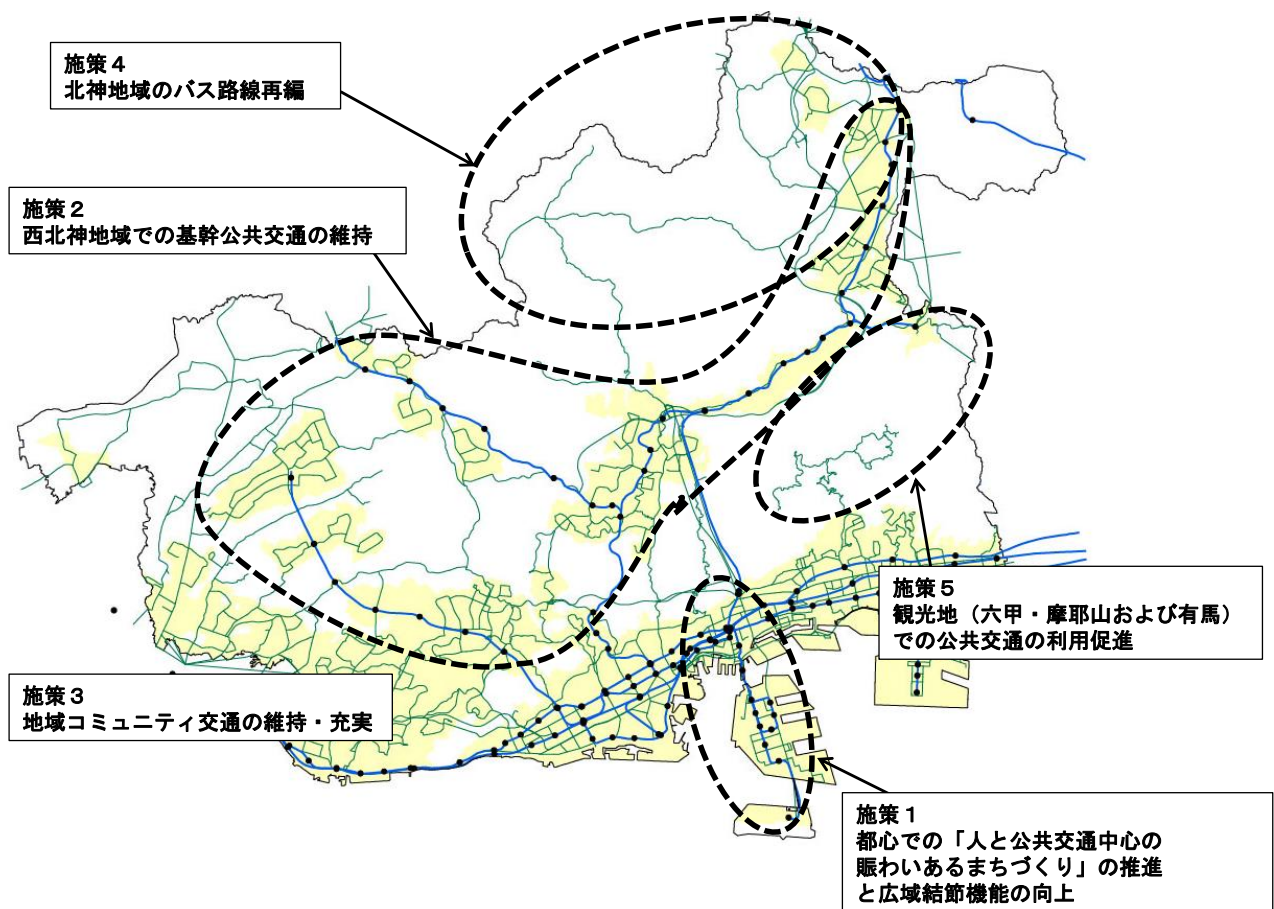 施策４
北神地域のバス路線再編
施策２
西北神地域での基幹公共交通の維持
施策５
観光地（六甲・摩耶山および有馬）
での公共交通の利用促進
施策３
地域コミュニティ交通の維持・充実
施策１
都心での「人と公共交通中心の
賑わいあるまちづくり」の推進
と広域結節機能の向上